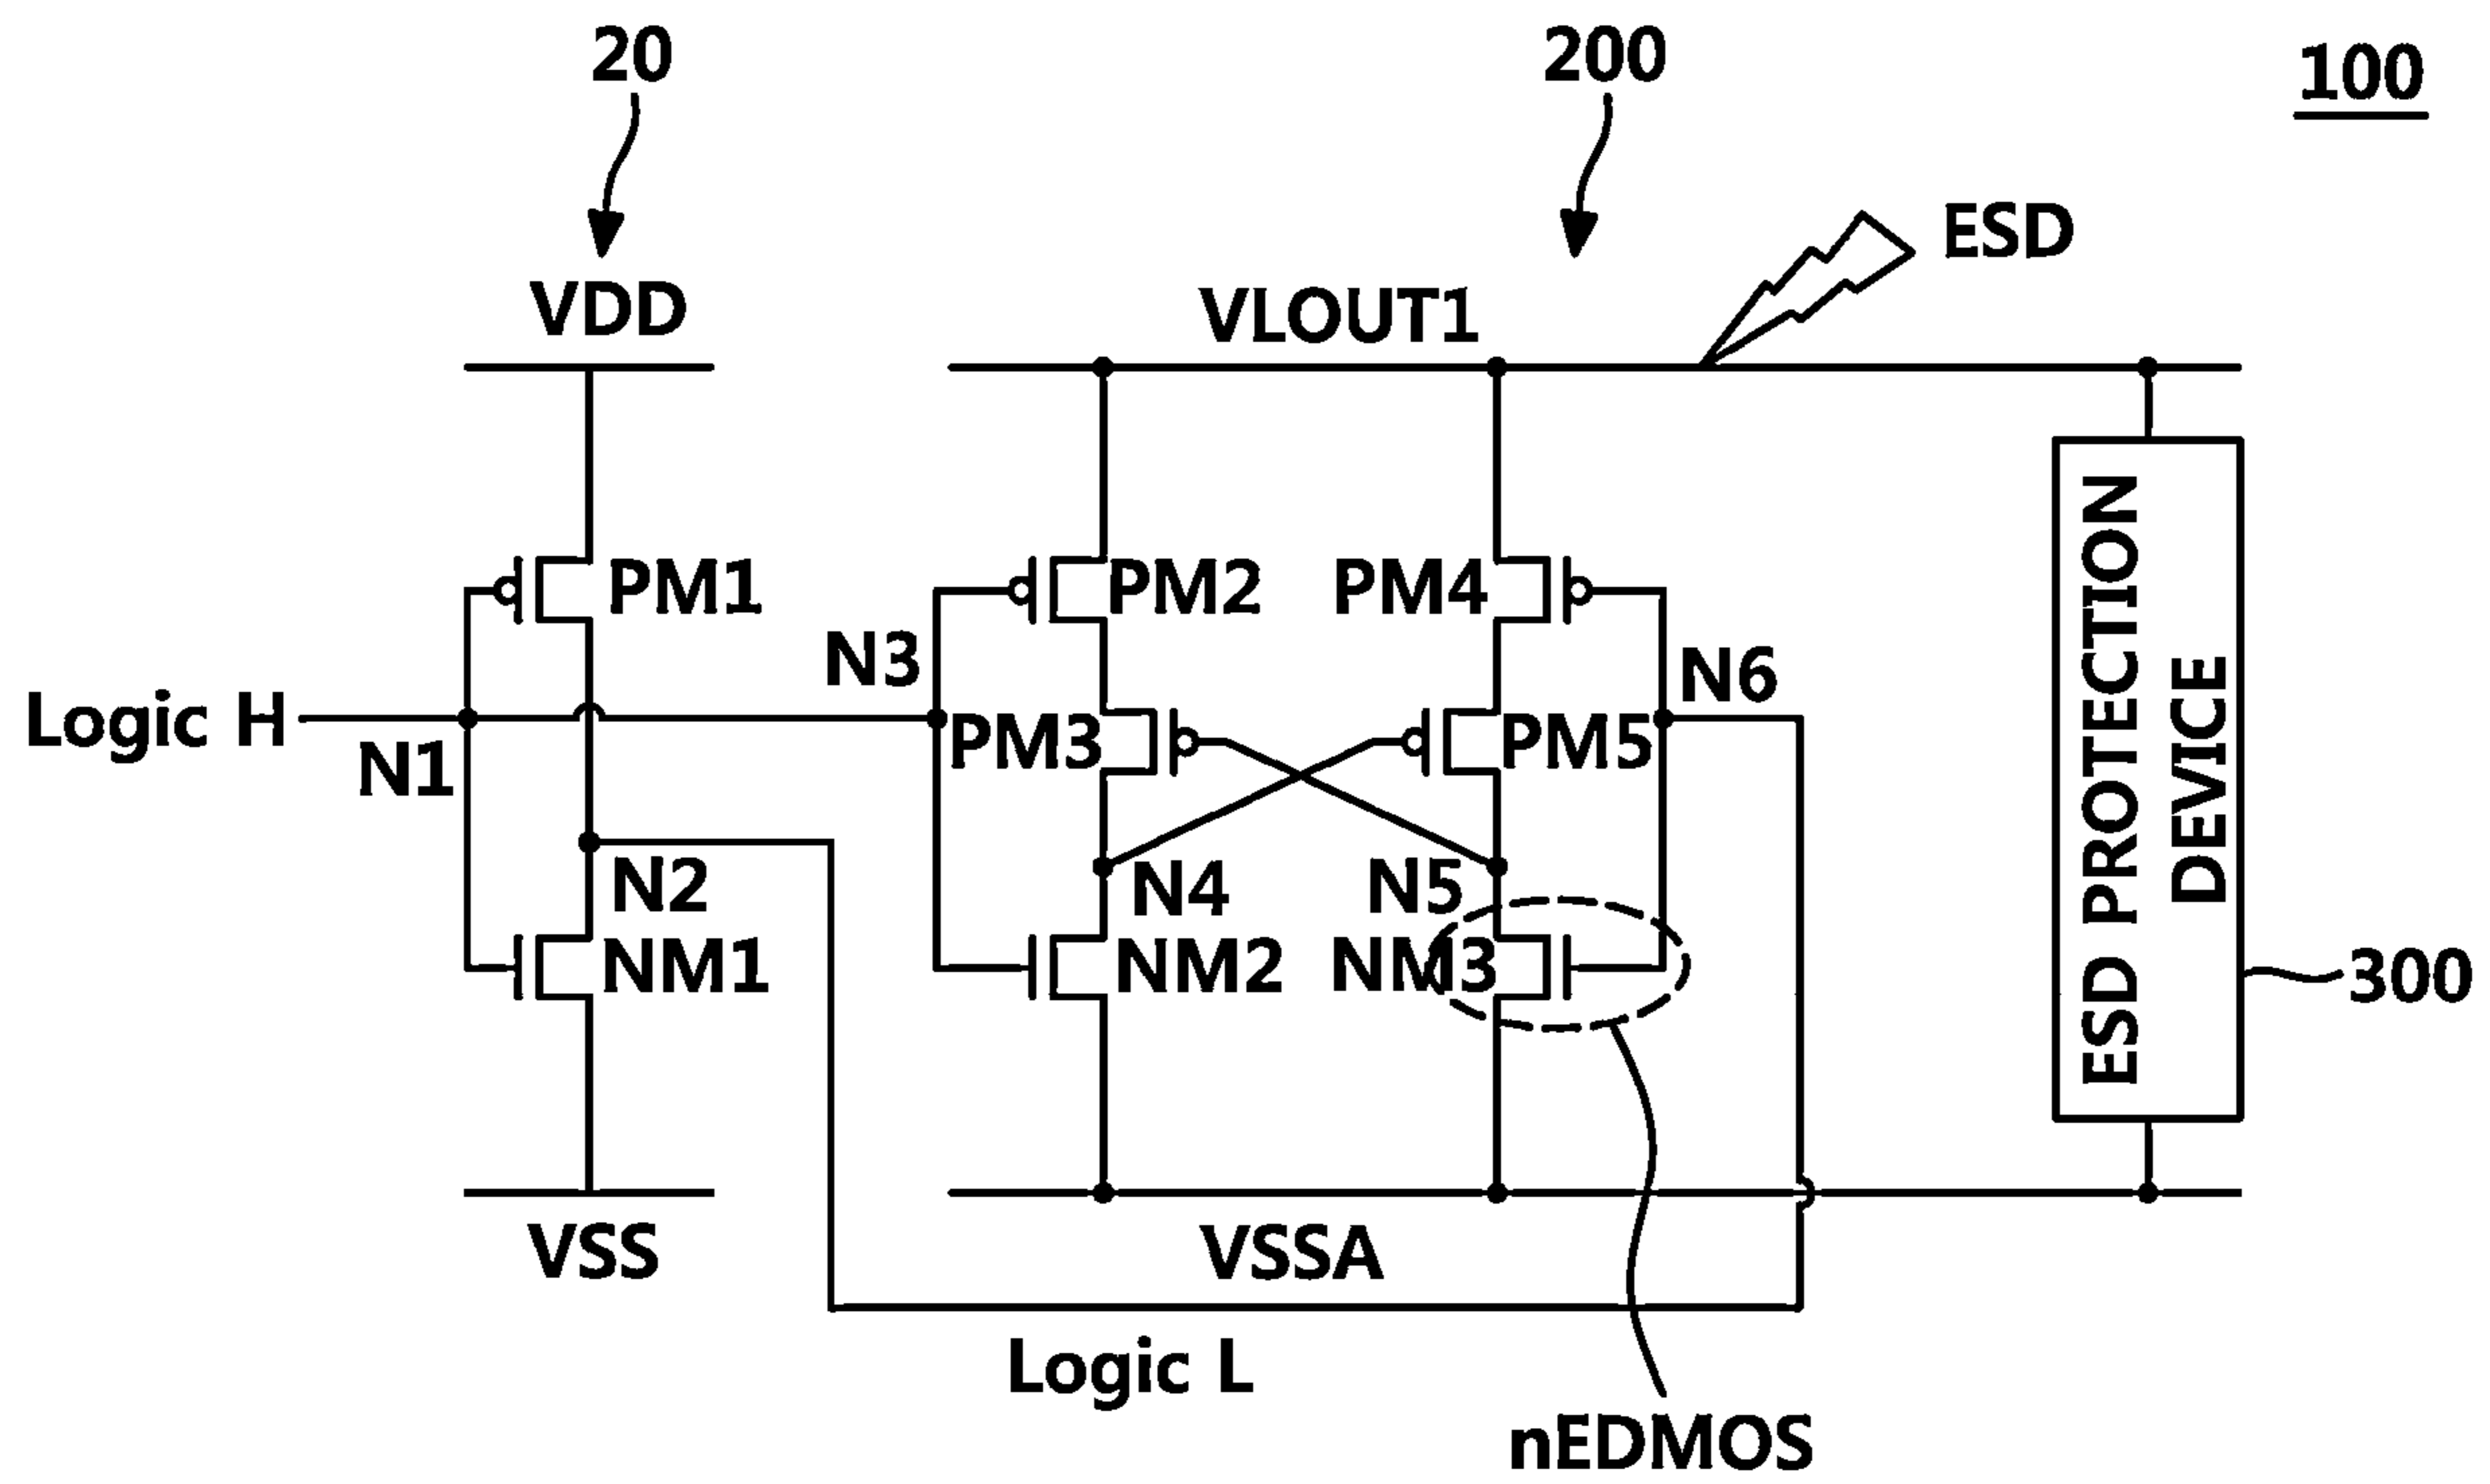 20
200
100
ESD
VDD
VLOUT1
PM1
PM2
PM4
N3
N6
Logic H
N1
PM3
PM5
N2
N4
N5
NM1
NM2
NM3
ESD PROTECTION
DEVICE
300
VSS
VSSA
Logic L
nEDMOS